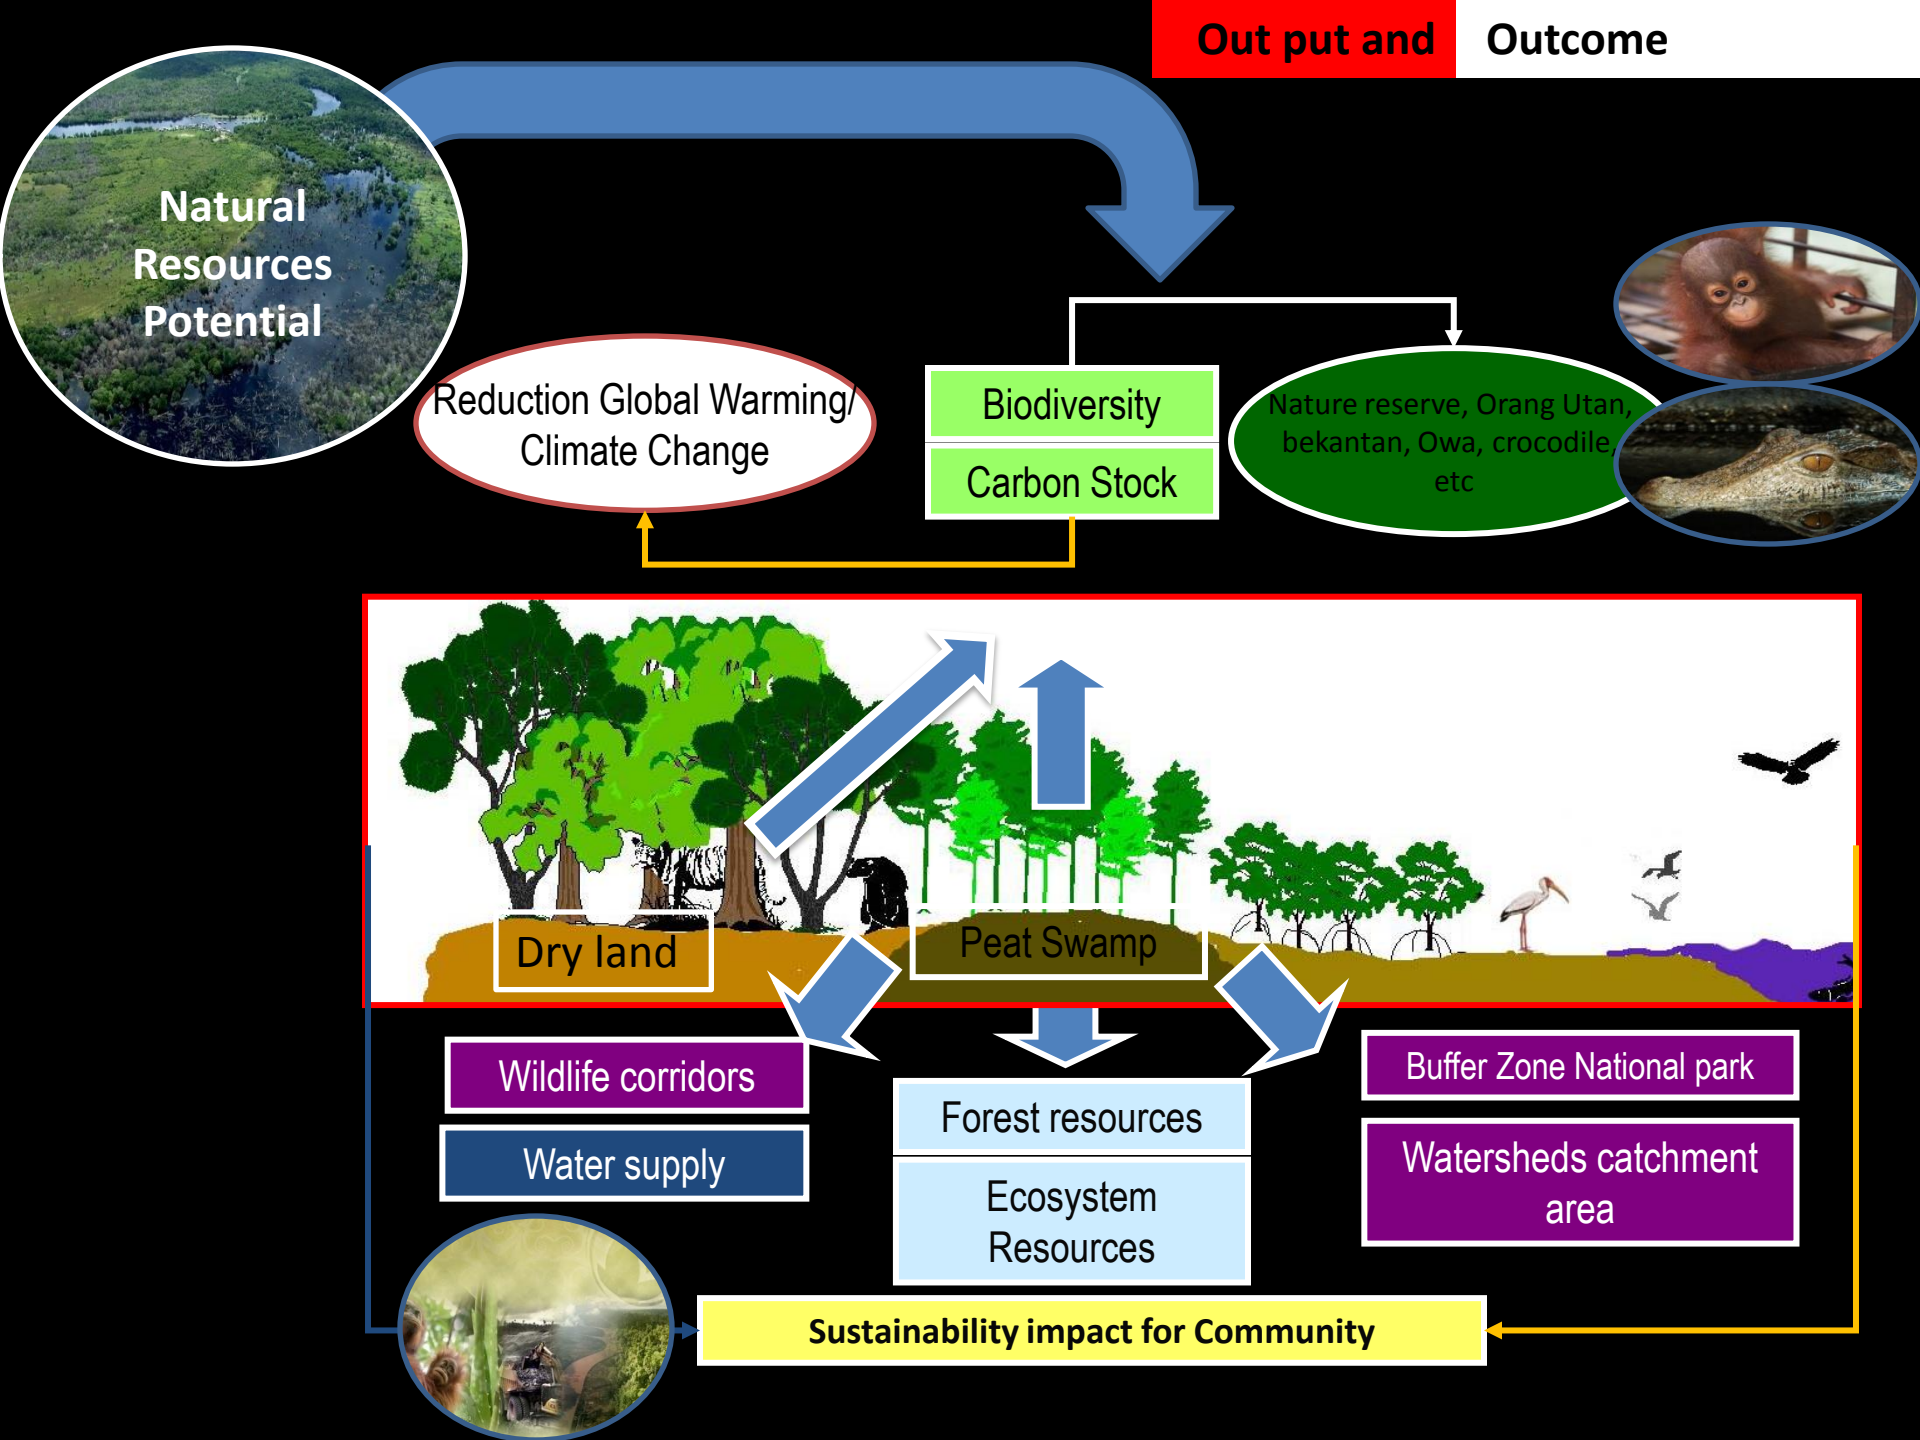 Out put and Outcome
Natural
Resources
Potential
Reduction Global Warming/
Climate Change
Biodiversity
Carbon Stock
Nature reserve, Orang Utan,
bekantan, Owa, crocodile,
etc
Dry land
Peat Swamp
Wildlife corridors
Water supply
Forest resources
Ecosystem
Resources
Buffer Zone National park
Watersheds catchment
area
Sustainability impact for Community